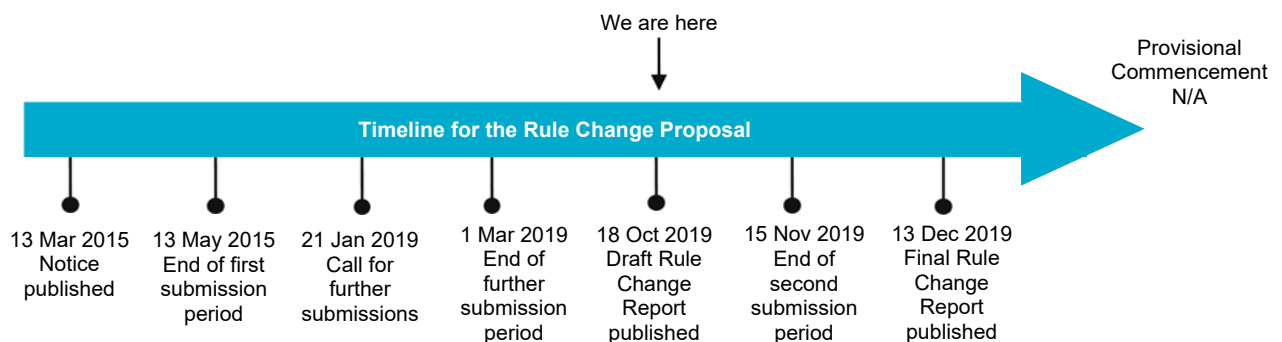 We are here
Provisional
Commencement
N/A
Timeline for the Rule Change Proposal
13 Mar 2015
Notice
published
13 May 2015
End of first
submission
period
21 Jan 2019
Call for
further
submissions
1 Mar 2019
End of
further
submission
period
18 Oct 2019
Draft Rule
Change
Report
published
15 Nov 2019
End of
second
submission
period
13 Dec 2019
Final Rule
Change
Report
published